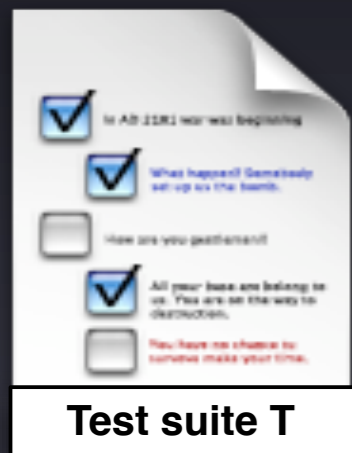 In AD 2101 war was beginning
What happen? Somebody
set up us the bomb.
How are you gentlemen!!
All your base are belong to
us. You are on the way to
destruction.
You have no chance to
survive make your time.
Test suite T